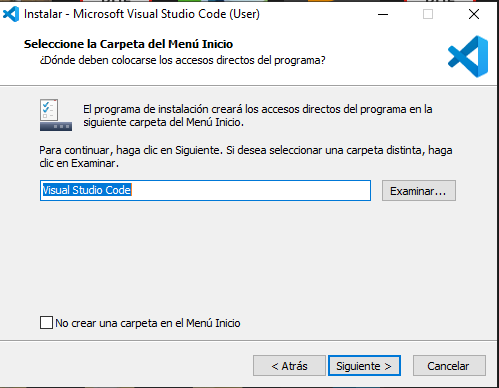 Instalar - Microsoft Visual Studio Code (User)
Seleccione la Carpeta del Menú Inicio
¿Dónde deben colocarse los accesos directos del programa?
El programa de instalación creará los accesos directos del programa en la
siguiente carpeta del Menú Inicio.
Para continuar, haga clic en Siguiente. Si desea seleccionar una carpeta distinta, haga
clic en Examinar.
Visual Studio Code
Examinar...
No crear una carpeta en el Menú Inicio
< Atrás
Siguiente >
Cancelar